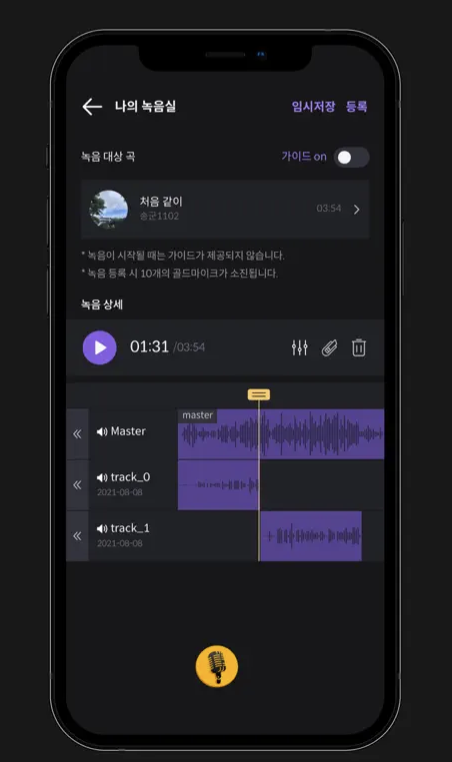 나의 녹음실 임시저장 등록
녹음 대상 곡 가이드 on
처음 같이
송군1102
03:54
* 녹음이 시작될 때는 가이드가 제공되지 않습니다.
* 녹음 등록 시 10개의 골드마이크가 소진됩니다.
녹음 상세
01:31 /03:54
master
Master
track_0
2021-08-08
track_1
2021-08-08